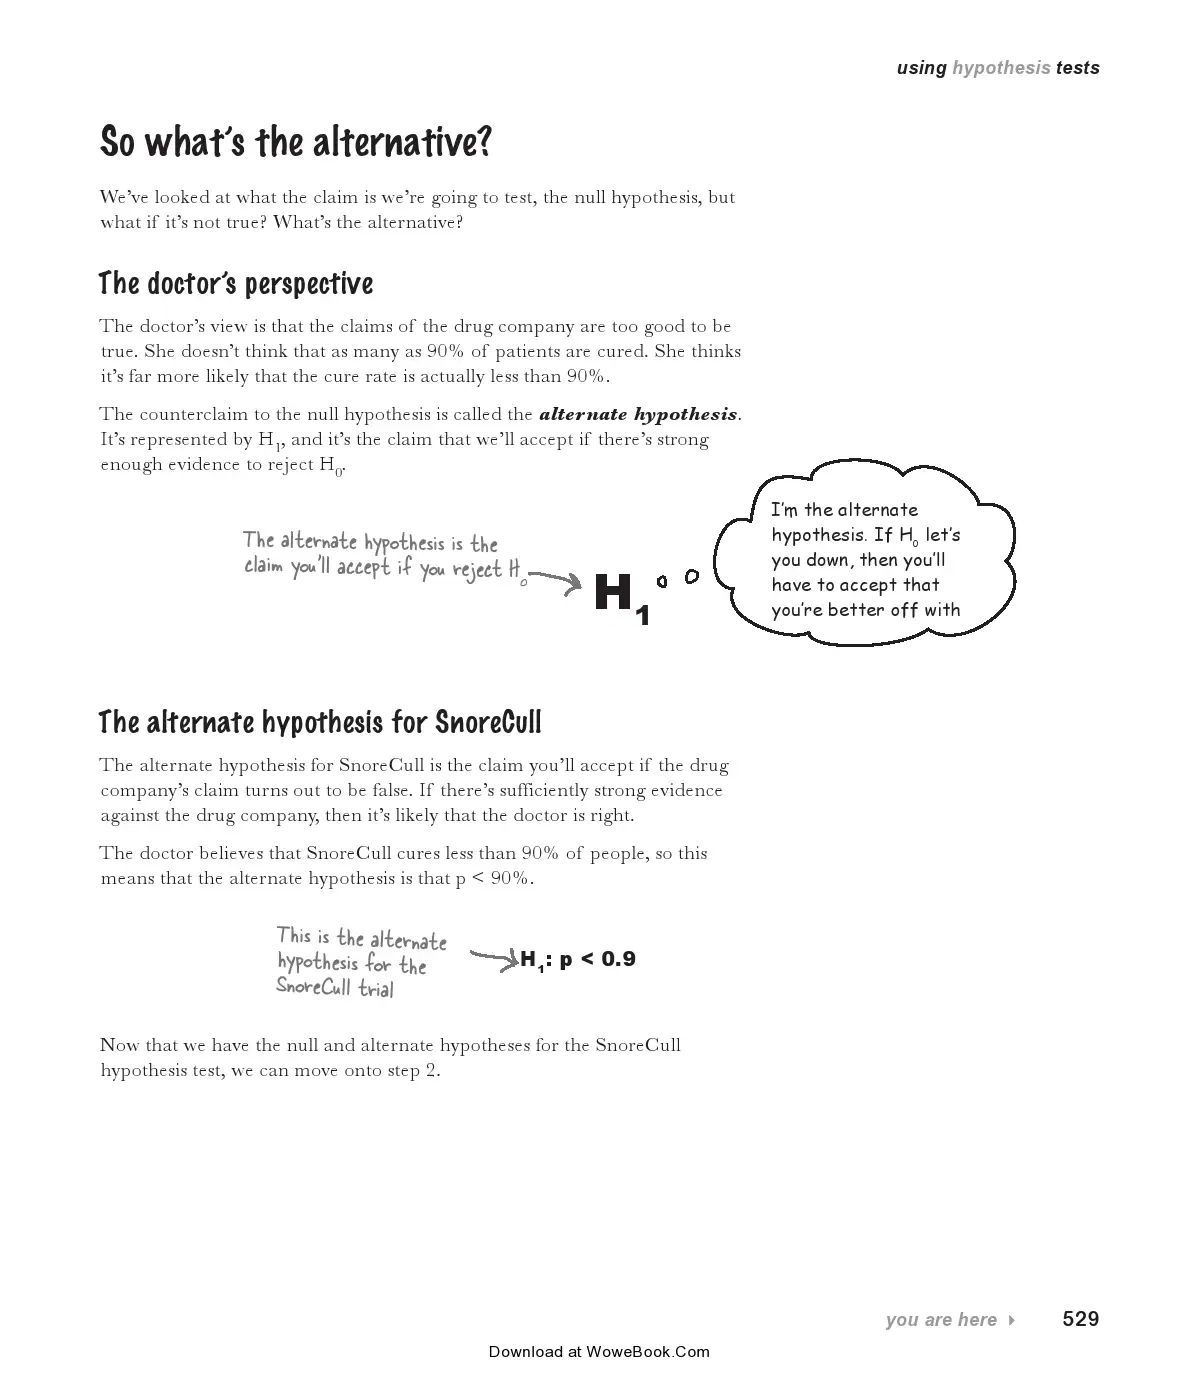 using hypothesis tests
So what's the alternative?
We've looked at what the claim is we're going to test, the null hypothesis, but
what if it's not true? What's the alternative?
The doctor's perspective
The doctor's view is that the claims of the drug company are too good to be
true. She doesn't think that as many as 90% of patients are cured. She thinks
it's far more likely that the cure rate is actually less than 90%.
The counterclaim to the null hypothesis is called the alternate hypothesis.
It's represented by H1, and it's the claim that we'll accept if there's strong
enough evidence to reject H0.
The alternate hypothesis is the
claim you'll accept if you reject H0
H1
I'm the alternate
hypothesis. If H0 let's
you down, then you'll
have to accept that
you're better off with
The alternate hypothesis for SnoreCull
The alternate hypothesis for SnoreCull is the claim you'll accept if the drug
company's claim turns out to be false. If there's sufficiently strong evidence
against the drug company, then it's likely that the doctor is right.
The doctor believes that SnoreCull cures less than 90% of people, so this
means that the alternate hypothesis is that p < 90%.
This is the alternate
hypothesis for the
SnoreCull trial
H1: p < 0.9
Now that we have the null and alternate hypotheses for the SnoreCull
hypothesis test, we can move onto step 2.
you are here 529
Download at WoweBook.Com